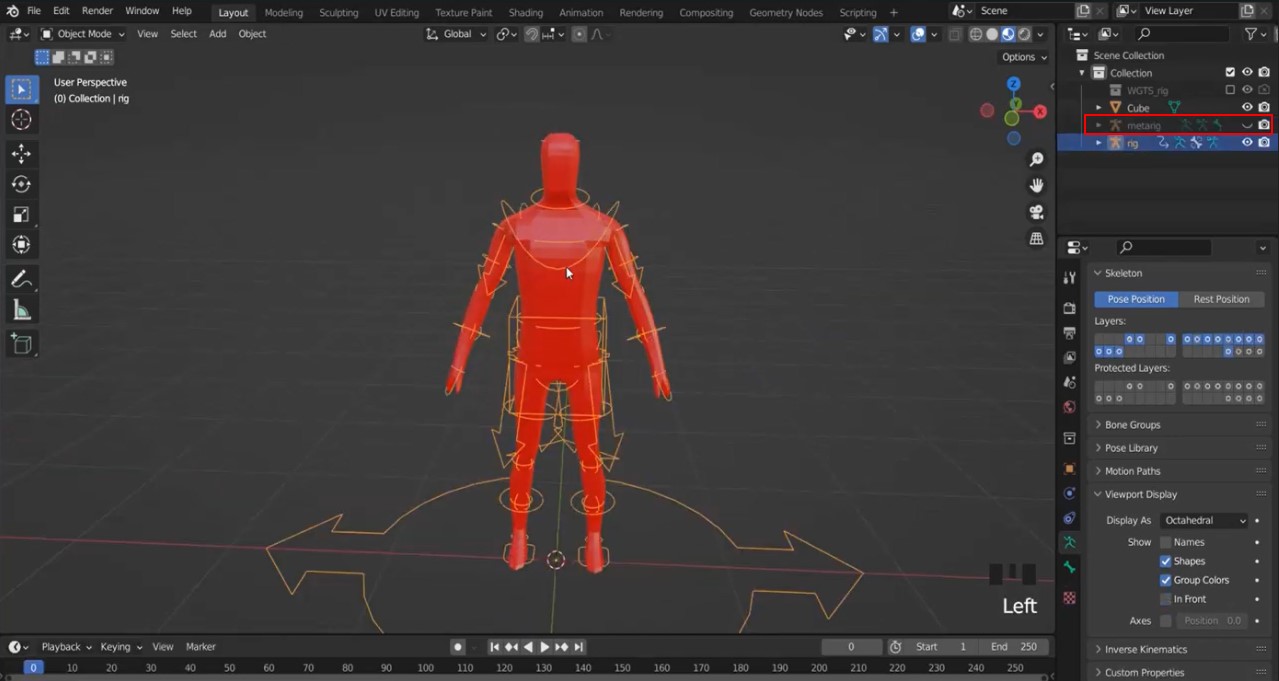 File Edit Render Window Help Layout Modeling Sculpting UV Editing Texture Paint Shading Animation Rendering Compositing Geometry Nodes Scripting + Scene View Layer
Object Mode View Select Add Object Global
Options
User Perspective
(0) Collection | rig
Z
Y
X
Scene Collection
Collection
WGTS_rig
Cube
metarig
rig
Skeleton
Pose Position Rest Position
Layers:
Protected Layers:
Bone Groups
Pose Library
Motion Paths
Viewport Display
Display As Octahedral
Show Names
Shapes
Group Colors
In Front
Axes Position 0.0
Inverse Kinematics
Custom Properties
Left
Playback Keying View Marker 0 Start 1 End 250
0 10 20 30 40 50 60 70 80 90 100 110 120 130 140 150 160 170 180 190 200 210 220 230 240 250